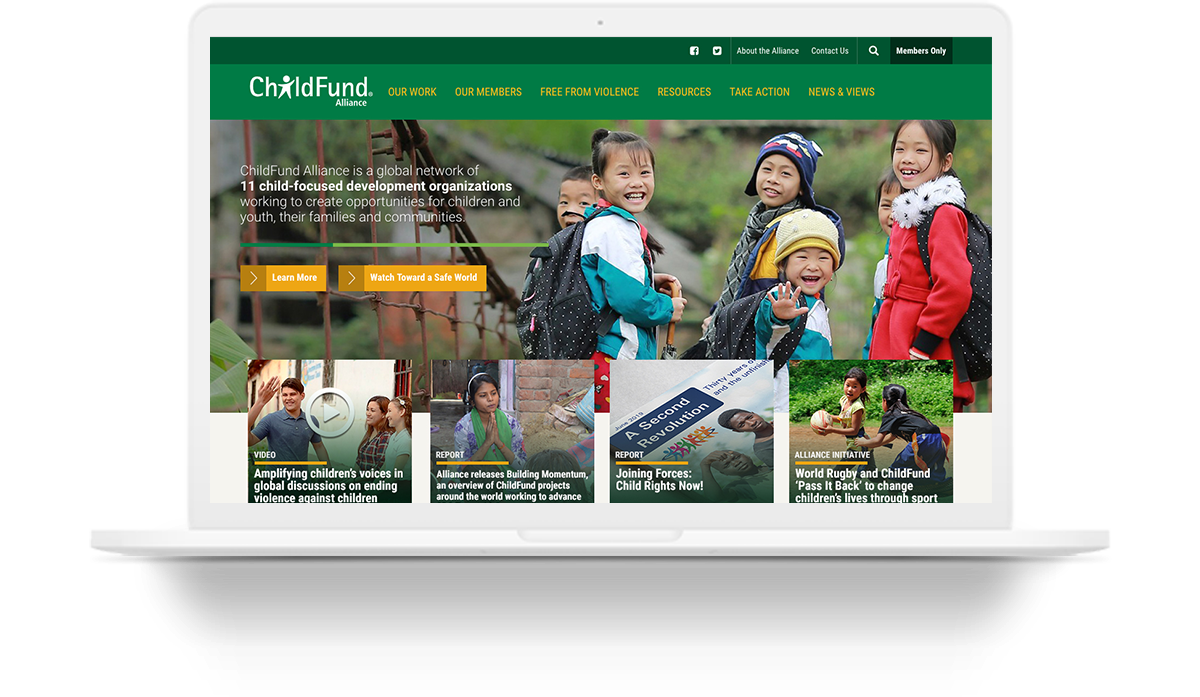 About the Alliance
Contact Us
Members Only
ChildFund®
Alliance
OUR WORK
OUR MEMBERS
FREE FROM VIOLENCE
RESOURCES
TAKE ACTION
NEWS & VIEWS
ChildFund Alliance is a global network of
11 child-focused development organizations
working to create opportunities for children and
youth, their families and communities.
Learn More
Watch Toward a Safe World
VIDEO
Amplifying children’s voices in
global discussions on ending
violence against children
REPORT
Alliance releases Building Momentum,
an overview of ChildFund projects
around the world working to advance
Thirty years of
and the unfinish
June 2019
A Second
Revolution
REPORT
Joining Forces:
Child Rights Now!
ALLIANCE INITIATIVE
World Rugby and ChildFund
‘Pass It Back’ to change
children’s lives through sport